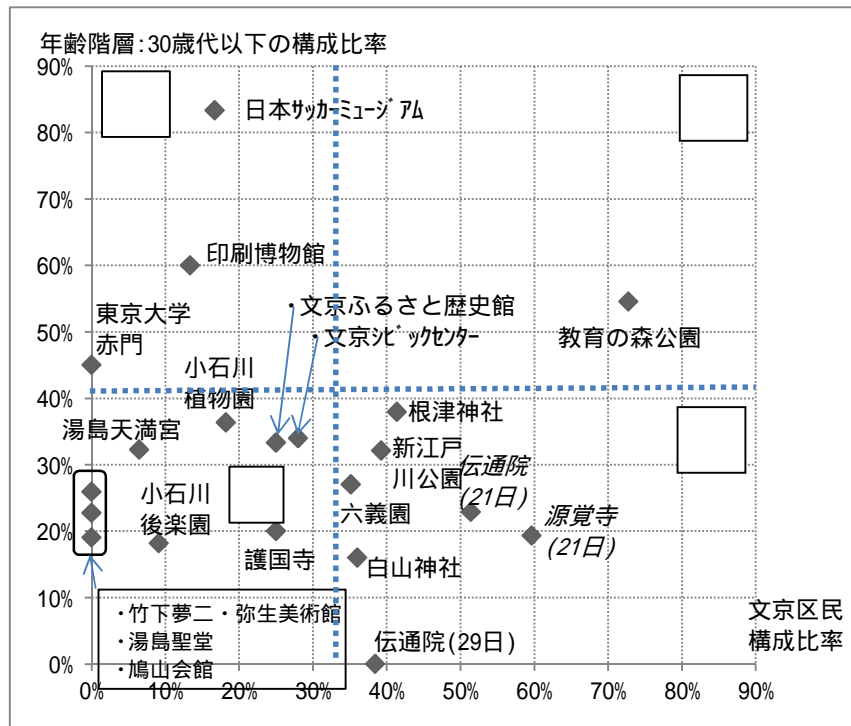 年齢階層:30歳代以下の構成比率
90%
80%
70%
60%
50%
40%
30%
20%
10%
0%
日本ｻｯｶｰﾐｭｰｼﾞｱﾑ
印刷博物館
・文京ふるさと歴史館
・文京ｼﾋﾞｯｸｾﾝﾀｰ
東京大学
赤門
教育の森公園
小石川
植物園
湯島天満宮
根津神社
新江戸
川公園
伝通院
(21日)
小石川
後楽園
六義園
源覚寺
(21日)
護国寺
白山神社
・竹下夢二・弥生美術館
・湯島聖堂
・鳩山会館
伝通院(29日)
文京区民
構成比率
0%
10%
20%
30%
40%
50%
60%
70%
80%
90%